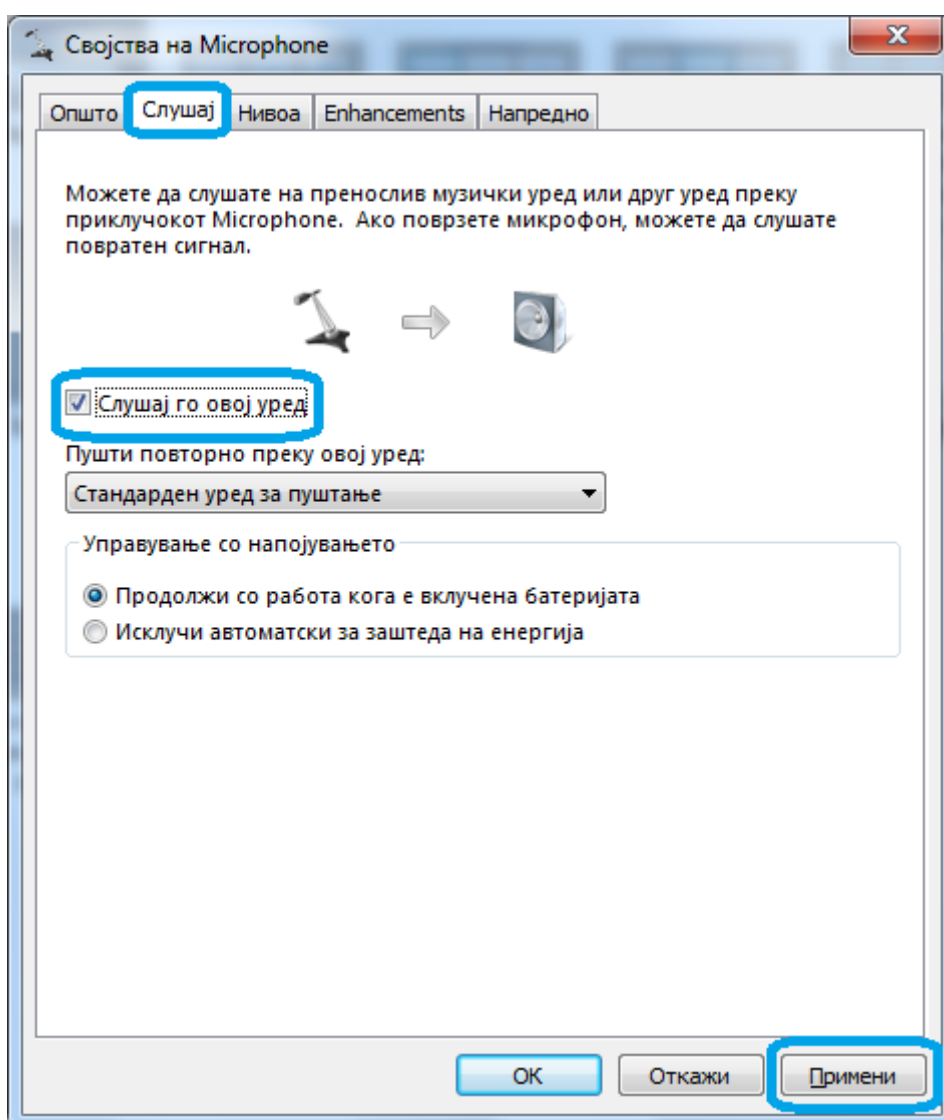 Својства на Microphone
Општо Слушај Нивоа Enhancements Напредно
Можете да слушате на пренослив музички уред или друг уред преку
приклучокот Microphone. Ако поврзете микрофон, можете да слушате
повратен сигнал.
Слушај го овој уред
Пушти повторно преку овој уред:
Стандарден уред за пуштање
Управување со напојувањето
Продолжи со работа кога е вклучена батеријата
Исклучи автоматски за заштеда на енергија
OK Откажи Примени